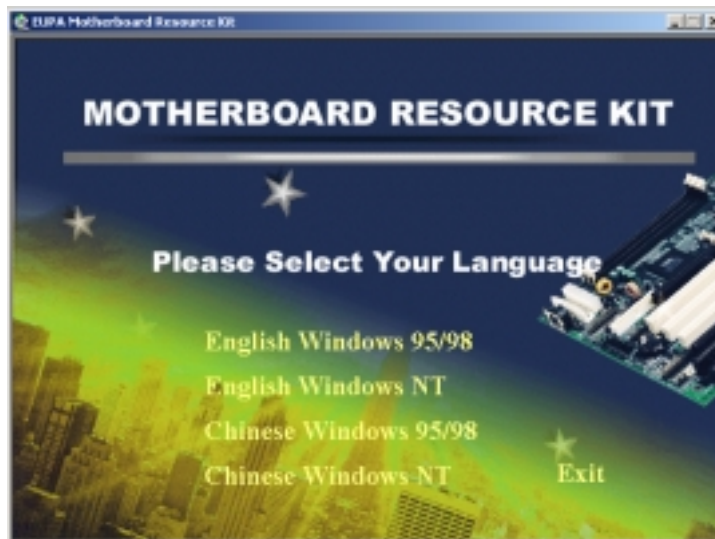 EUPA Motherboard Resource Kit
MOTHERBOARD RESOURCE KIT
Please Select Your Language
English Windows 95/98
English Windows NT
Chinese Windows 95/98
Chinese Windows NT
Exit